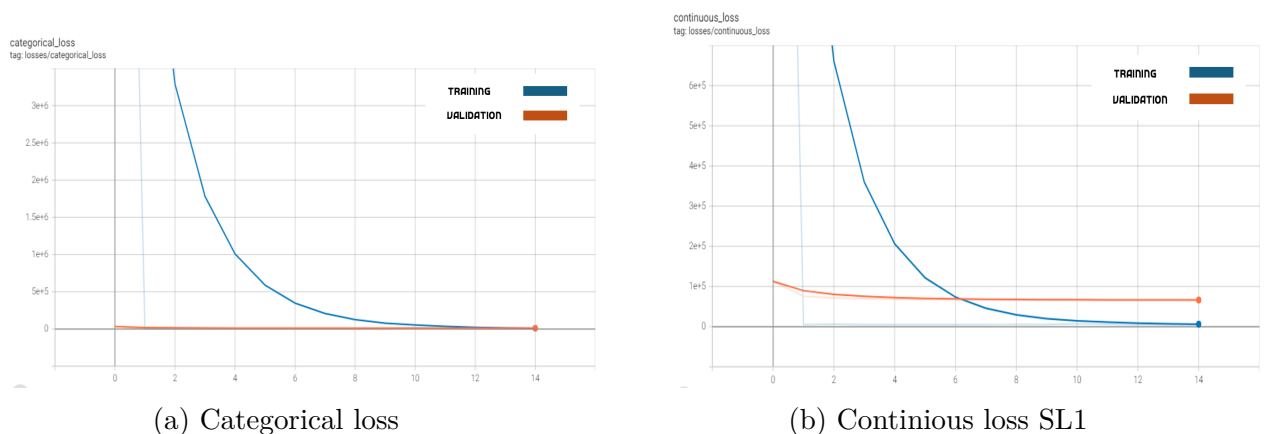 categorical_loss
tag: losses/categorical_loss
3e+6
2.5e+6
2e+6
1.5e+6
1e+6
5e+5
0
0 2 4 6 8 10 12 14
TRAINING
VALIDATION
(a) Categorical loss
continuous_loss
tag: losses/continuous_loss
6e+5
5e+5
4e+5
3e+5
2e+5
1e+5
0
0 2 4 6 8 10 12 14
TRAINING
VALIDATION
(b) Continious loss SL1